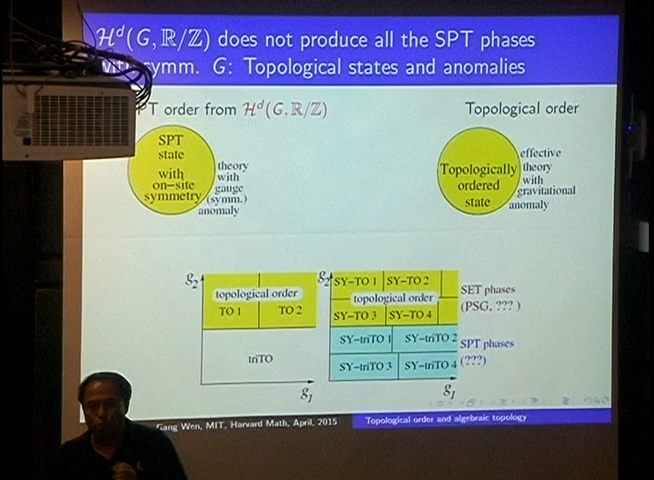 ℋᵈ(G, ℝ/ℤ) does not produce all the SPT phases
symm. G: Topological states and anomalies
PT order from ℋᵈ(G, ℝ/ℤ)
Topological order
SPT
state
with
on-site
symmetry
theory
with
gauge
(symm.)
anomaly
Topologically
ordered
state
effective
theory
with
gravitational
anomaly
g₂
topological order
TO 1 TO 2
triTO
g₁
g₂
SY-TO 1 SY-TO 2
topological order
SY-TO 3 SY-TO 4
SY-triTO 1 SY-triTO 2
SY-triTO 3 SY-triTO 4
g₁
SET phases
(PSG, ??? )
SPT phases
(???)
Gang Wen, MIT, Harvard Math, April, 2015
Topological order and algebraic topology